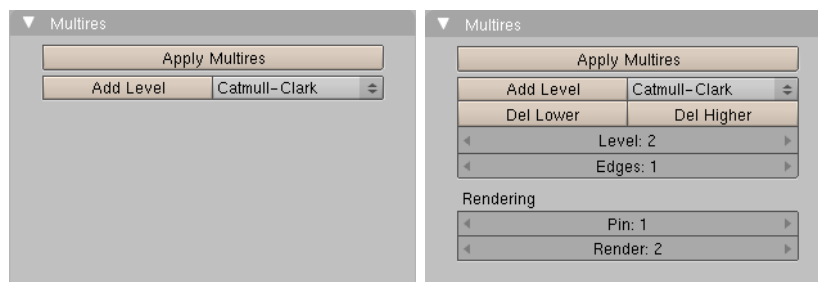 Multires
Apply Multires
Add Level Catmull-Clark
Multires
Apply Multires
Add Level Catmull-Clark
Del Lower Del Higher
Level: 2
Edges: 1
Rendering
Pin: 1
Render: 2